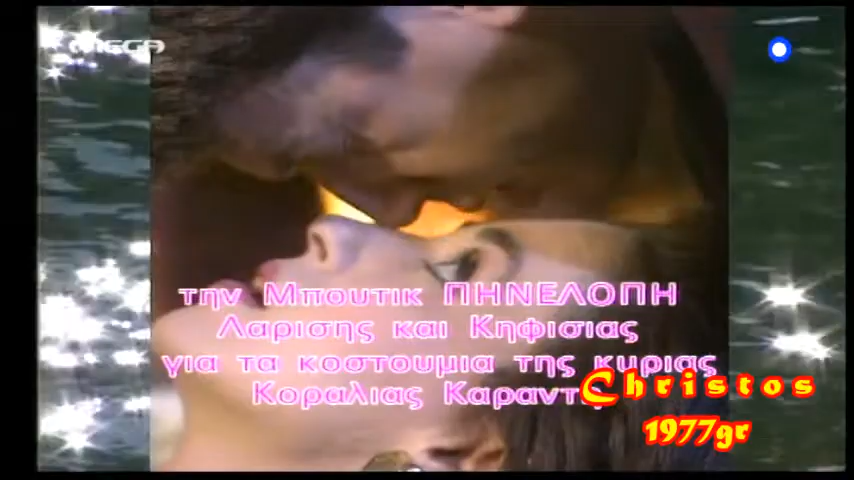 MEGA
την Μπουτικ ΠΗΝΕΛΟΠΗ
Λαρισης και Κηφισιας
για τα κοστουμια της κυριας
Κοραλιας
Christos
1977gr